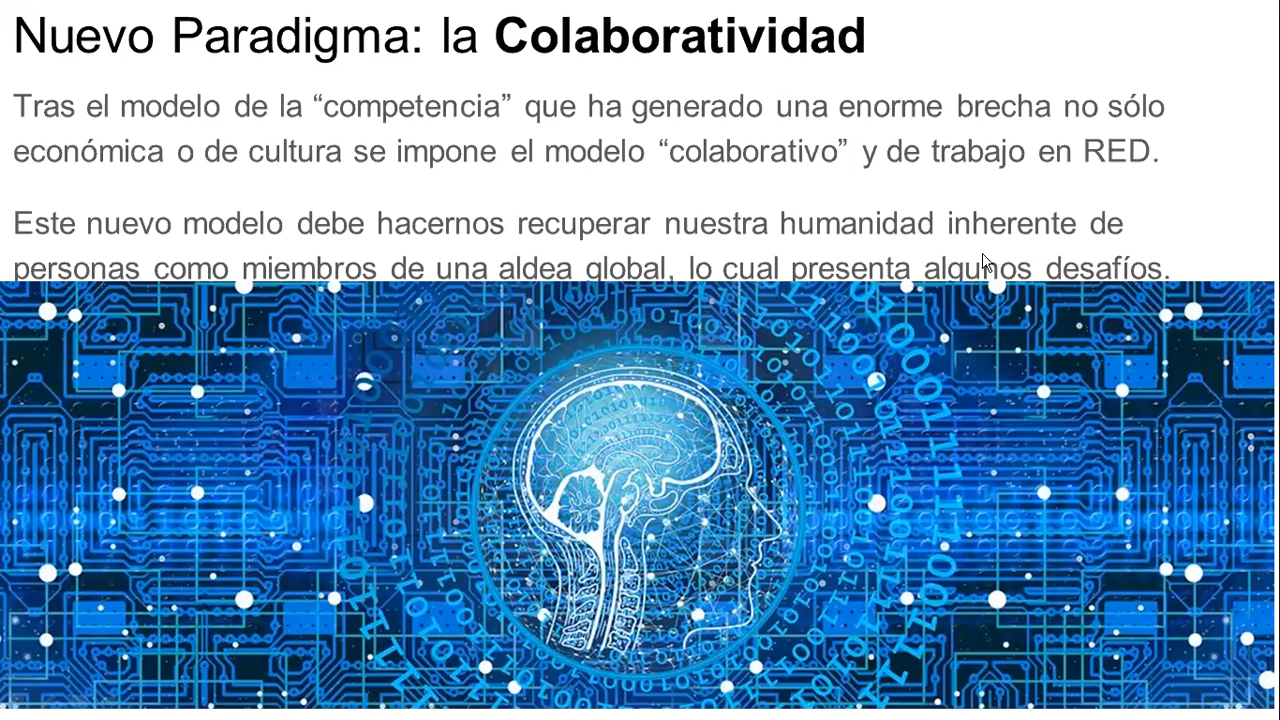 Nuevo Paradigma: la Colaboratividad
Tras el modelo de la “competencia” que ha generado una enorme brecha no sólo
económica o de cultura se impone el modelo “colaborativo” y de trabajo en RED.
Este nuevo modelo debe hacernos recuperar nuestra humanidad inherente de
personas como miembros de una aldea global, lo cual presenta algunos desafíos.